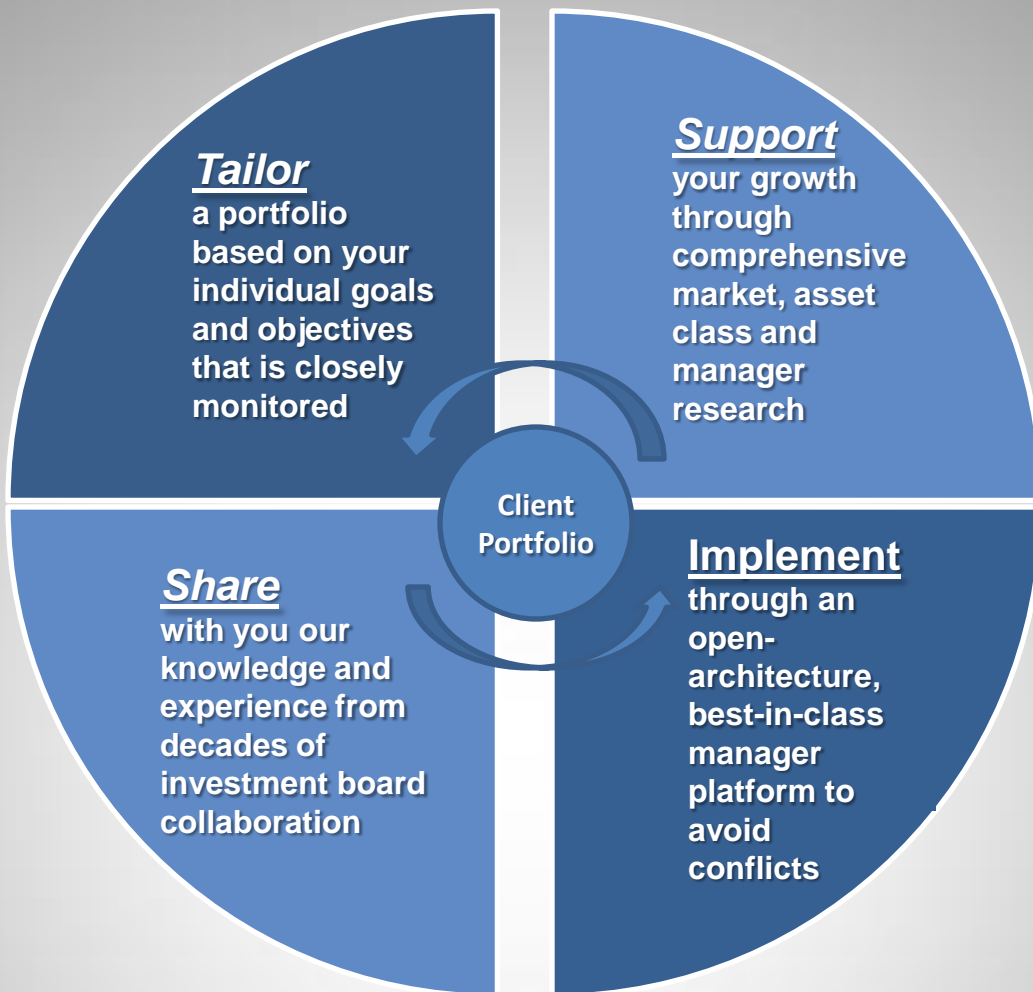 Tailor
a portfolio
based on your
individual goals
and objectives
that is closely
monitored
Support
your growth
through
comprehensive
market, asset
class and
manager
research
Client
Portfolio
Share
with you our
knowledge and
experience from
decades of
investment board
collaboration
Implement
through an
open-
architecture,
best-in-class
manager
platform to
avoid
conflicts